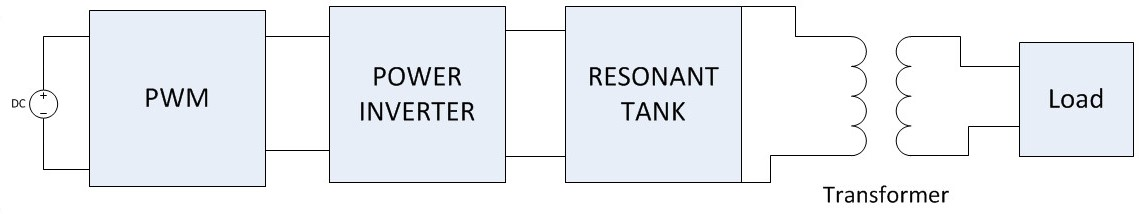 DC
+
−
PWM
POWER
INVERTER
RESONANT
TANK
Load
Transformer